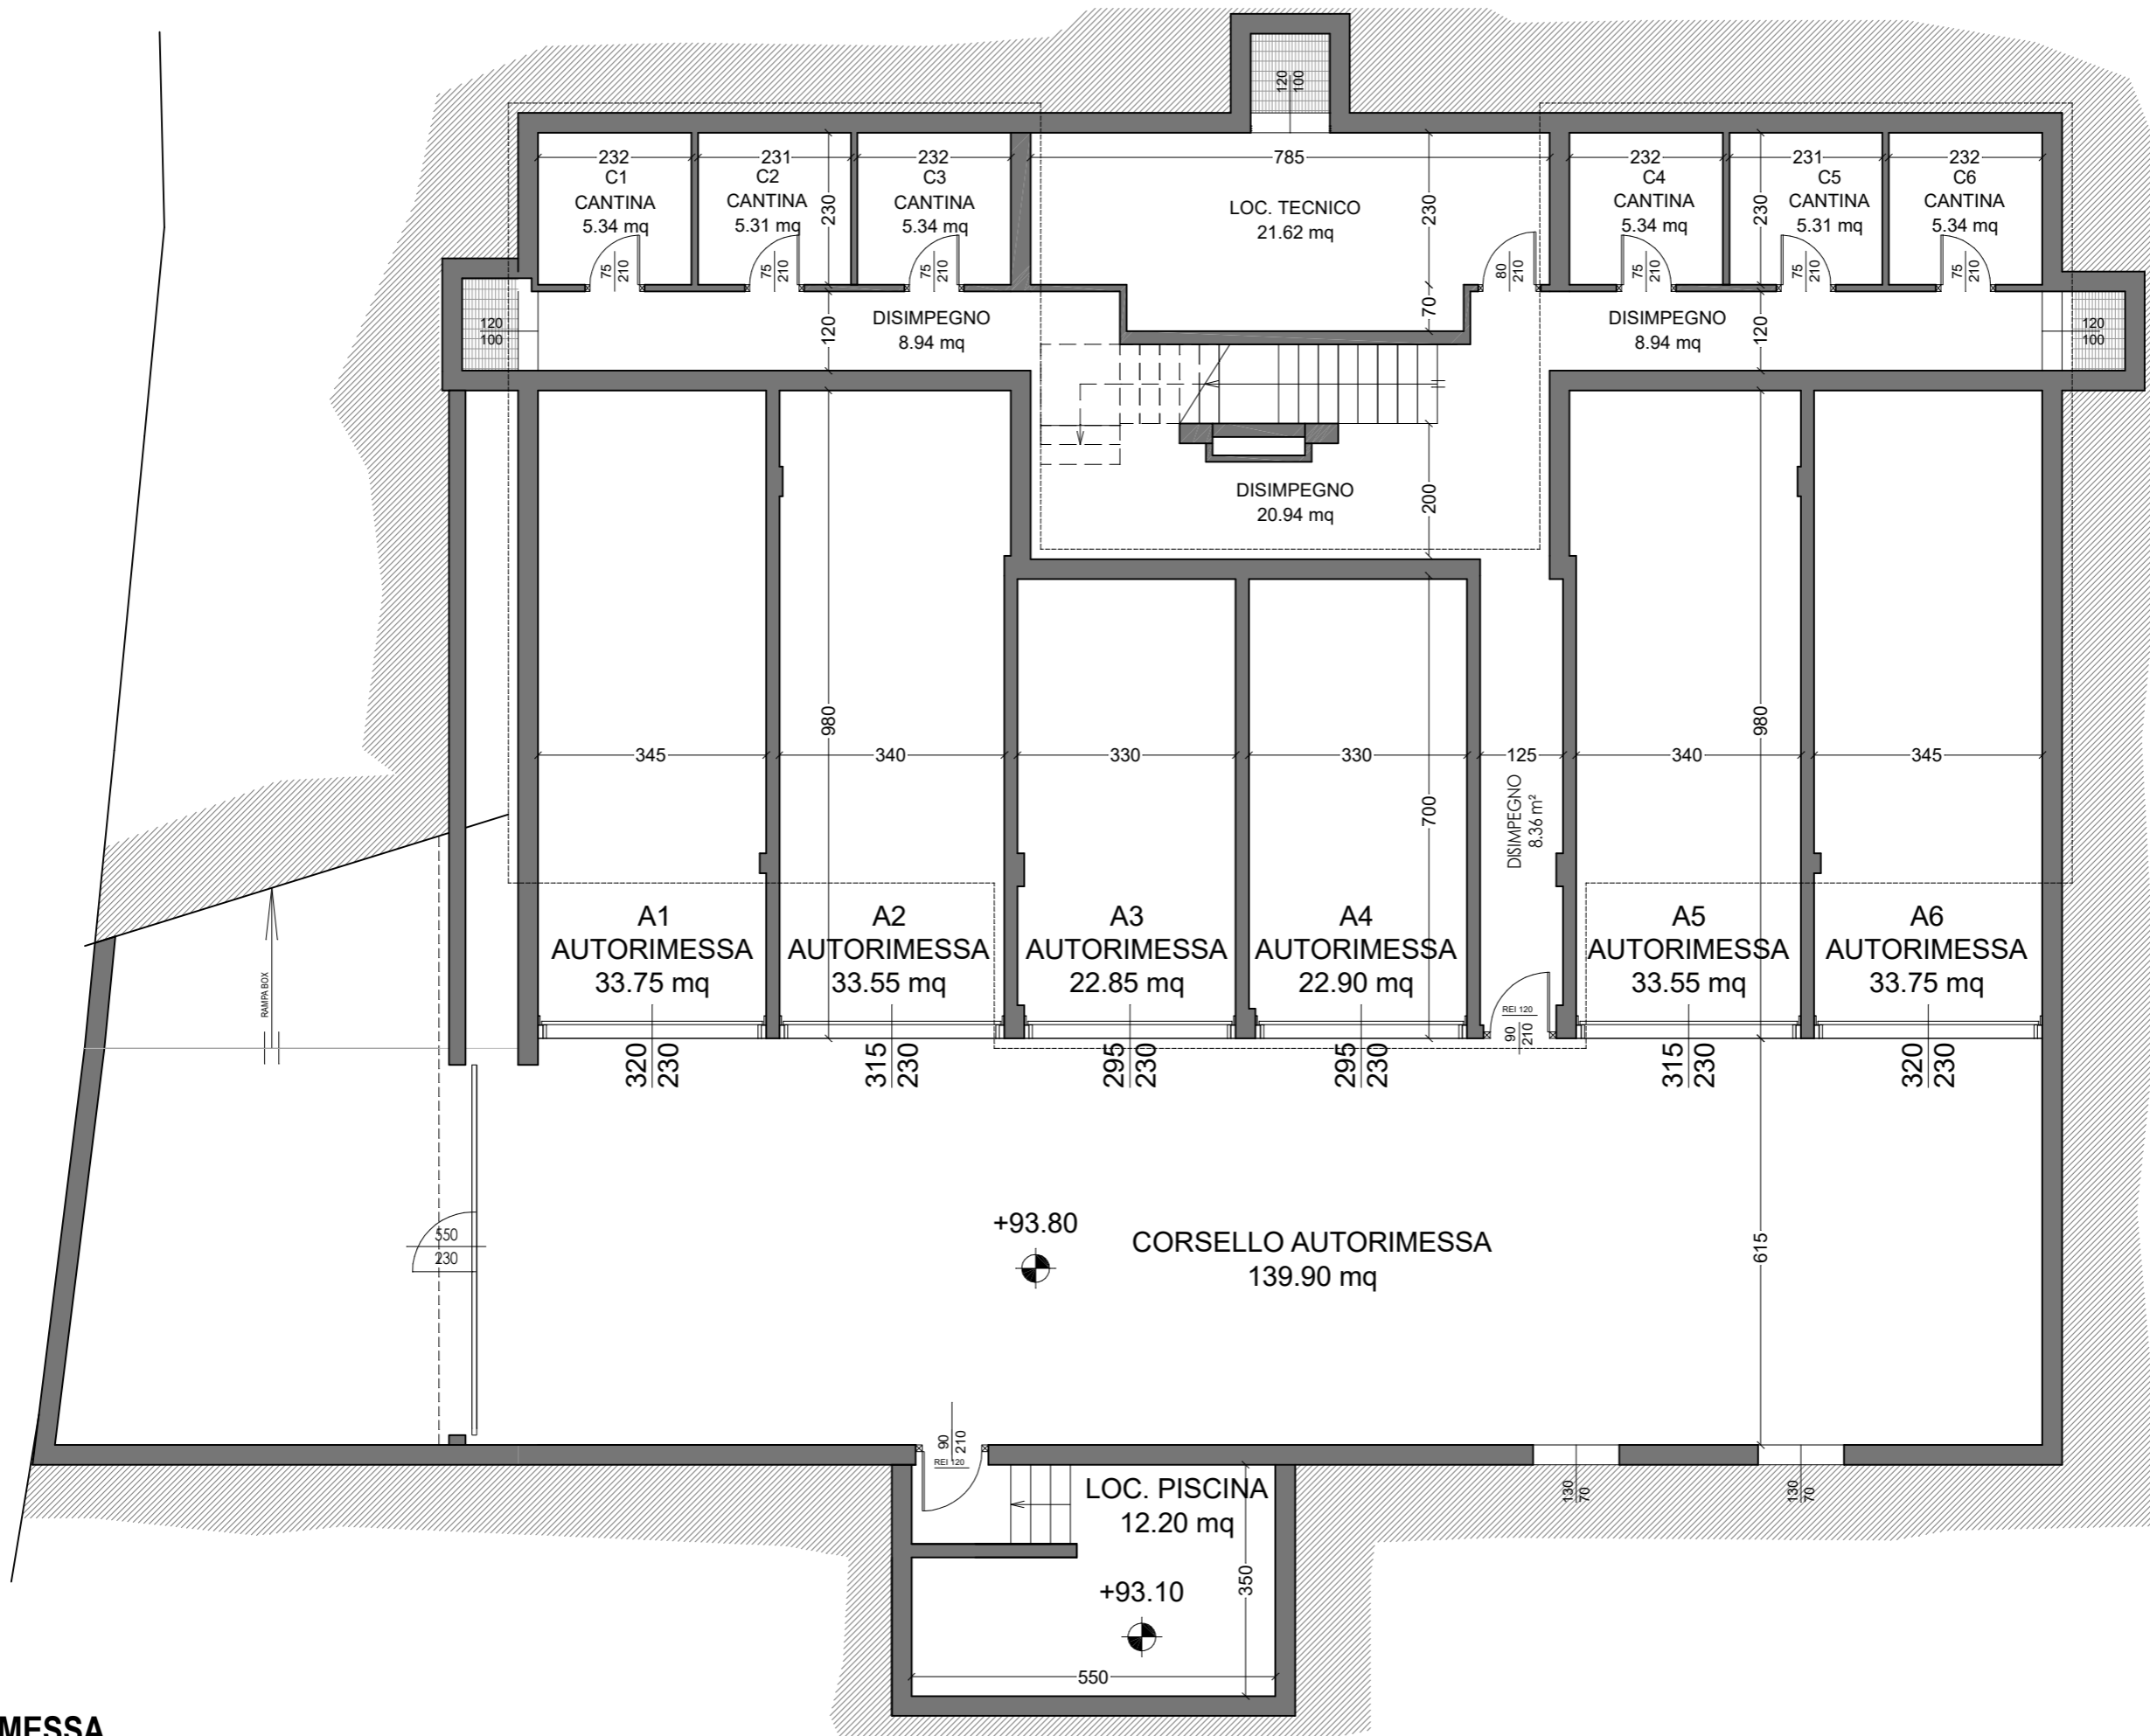 120
100
232
C1
CANTINA
5.34 mq
231
C2
CANTINA
5.31 mq
232
C3
CANTINA
5.34 mq
785
LOC. TECNICO
21.62 mq
232
C4
CANTINA
5.34 mq
231
C5
CANTINA
5.31 mq
232
C6
CANTINA
5.34 mq
230
230
230
75
210
75
210
75
210
80
210
75
210
75
210
75
210
120
100
120
DISIMPEGNO
8.94 mq
70
DISIMPEGNO
8.94 mq
120
120
100
DISIMPEGNO
20.94 mq
200
980
980
345
340
330
330
125
340
345
700
DISIMPEGNO
8.36 m²
A1
AUTORIMESSA
33.75 mq
A2
AUTORIMESSA
33.55 mq
A3
AUTORIMESSA
22.85 mq
A4
AUTORIMESSA
22.90 mq
A5
AUTORIMESSA
33.55 mq
A6
AUTORIMESSA
33.75 mq
RAMPA BOX
REI 120
90
210
320
230
315
230
295
230
295
230
315
230
320
230
550
230
+93.80
CORSELLO AUTORIMESSA
139.90 mq
615
90
210
REI 120
LOC. PISCINA
12.20 mq
130
70
130
70
+93.10
350
550
MESSA